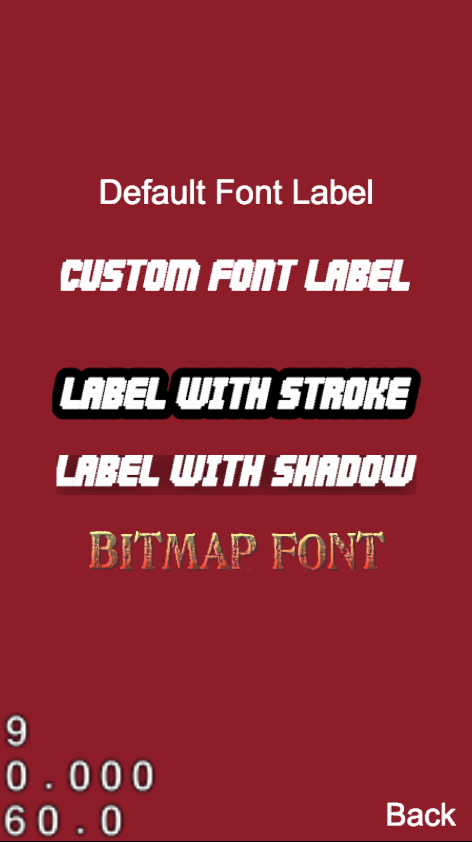 Default Font Label
CUSTOM FONT LABEL
LABEL WITH STROKE
LABEL WITH SHADOW
BITMAP FONT
9
0.000
60.0
Back